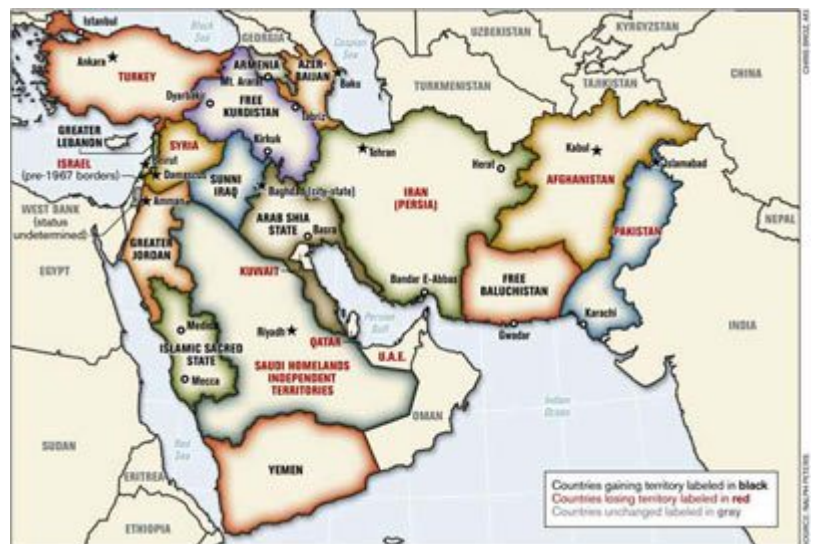 Istanbul
Black
Sea
GEORGIA
Caspian
Sea
UZBEKISTAN
KYRGYZSTAN
Ankara
TURKEY
ARMENIA
AZER-
BAIJAN
Mt. Ararat
Baku
TURKMENISTAN
TAJIKISTAN
CHINA
Dyarbakir
FREE
KURDISTAN
Tabriz
GREATER
LEBANON
SYRIA
Kirkuk
Tehran
Herat
Kabul
Islamabad
ISRAEL
(pre-1967 borders)
Beirut
Damascus
SUNNI
IRAQ
Baghdad (city-state)
IRAN
(PERSIA)
AFGHANISTAN
WEST BANK
(status
undetermined)
Amman
ARAB SHIA
STATE
Basra
PAKISTAN
NEPAL
GREATER
JORDAN
EGYPT
KUWAIT
Bandar E-Abbas
FREE
BALUCHISTAN
Karachi
Gwadar
INDIA
Medina
ISLAMIC SACRED
STATE
Mecca
Riyadh
QATAR
Persian
Gulf
U.A.E.
SAUDI HOMELANDS
INDEPENDENT
TERRITORIES
OMAN
Indian
Ocean
SUDAN
Red
Sea
YEMEN
ERITREA
ETHIOPIA
Countries gaining territory labeled in black
Countries losing territory labeled in red
Countries unchanged labeled in gray
CHRIS BROZ, AFJ
SOURCE: RALPH PETERS